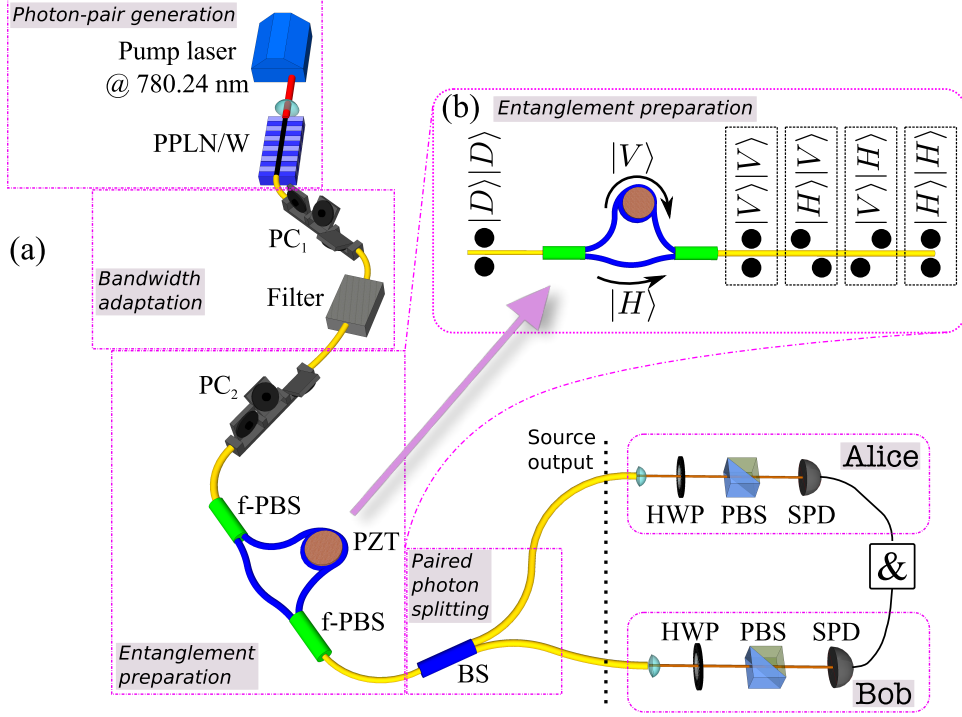 Photon-pair generation
Pump laser
@ 780.24 nm
PPLN/W
(a)
PC₁
Bandwidth
adaptation
Filter
PC₂
f-PBS
PZT
f-PBS
Entanglement
preparation
(b)
Entanglement preparation
|D⟩|D⟩
|V⟩
|H⟩
|V⟩|V⟩
|H⟩|V⟩
|V⟩|H⟩
|H⟩|H⟩
Paired
photon
splitting
BS
Source
output
Alice
HWP
PBS
SPD
&
HWP
PBS
SPD
Bob